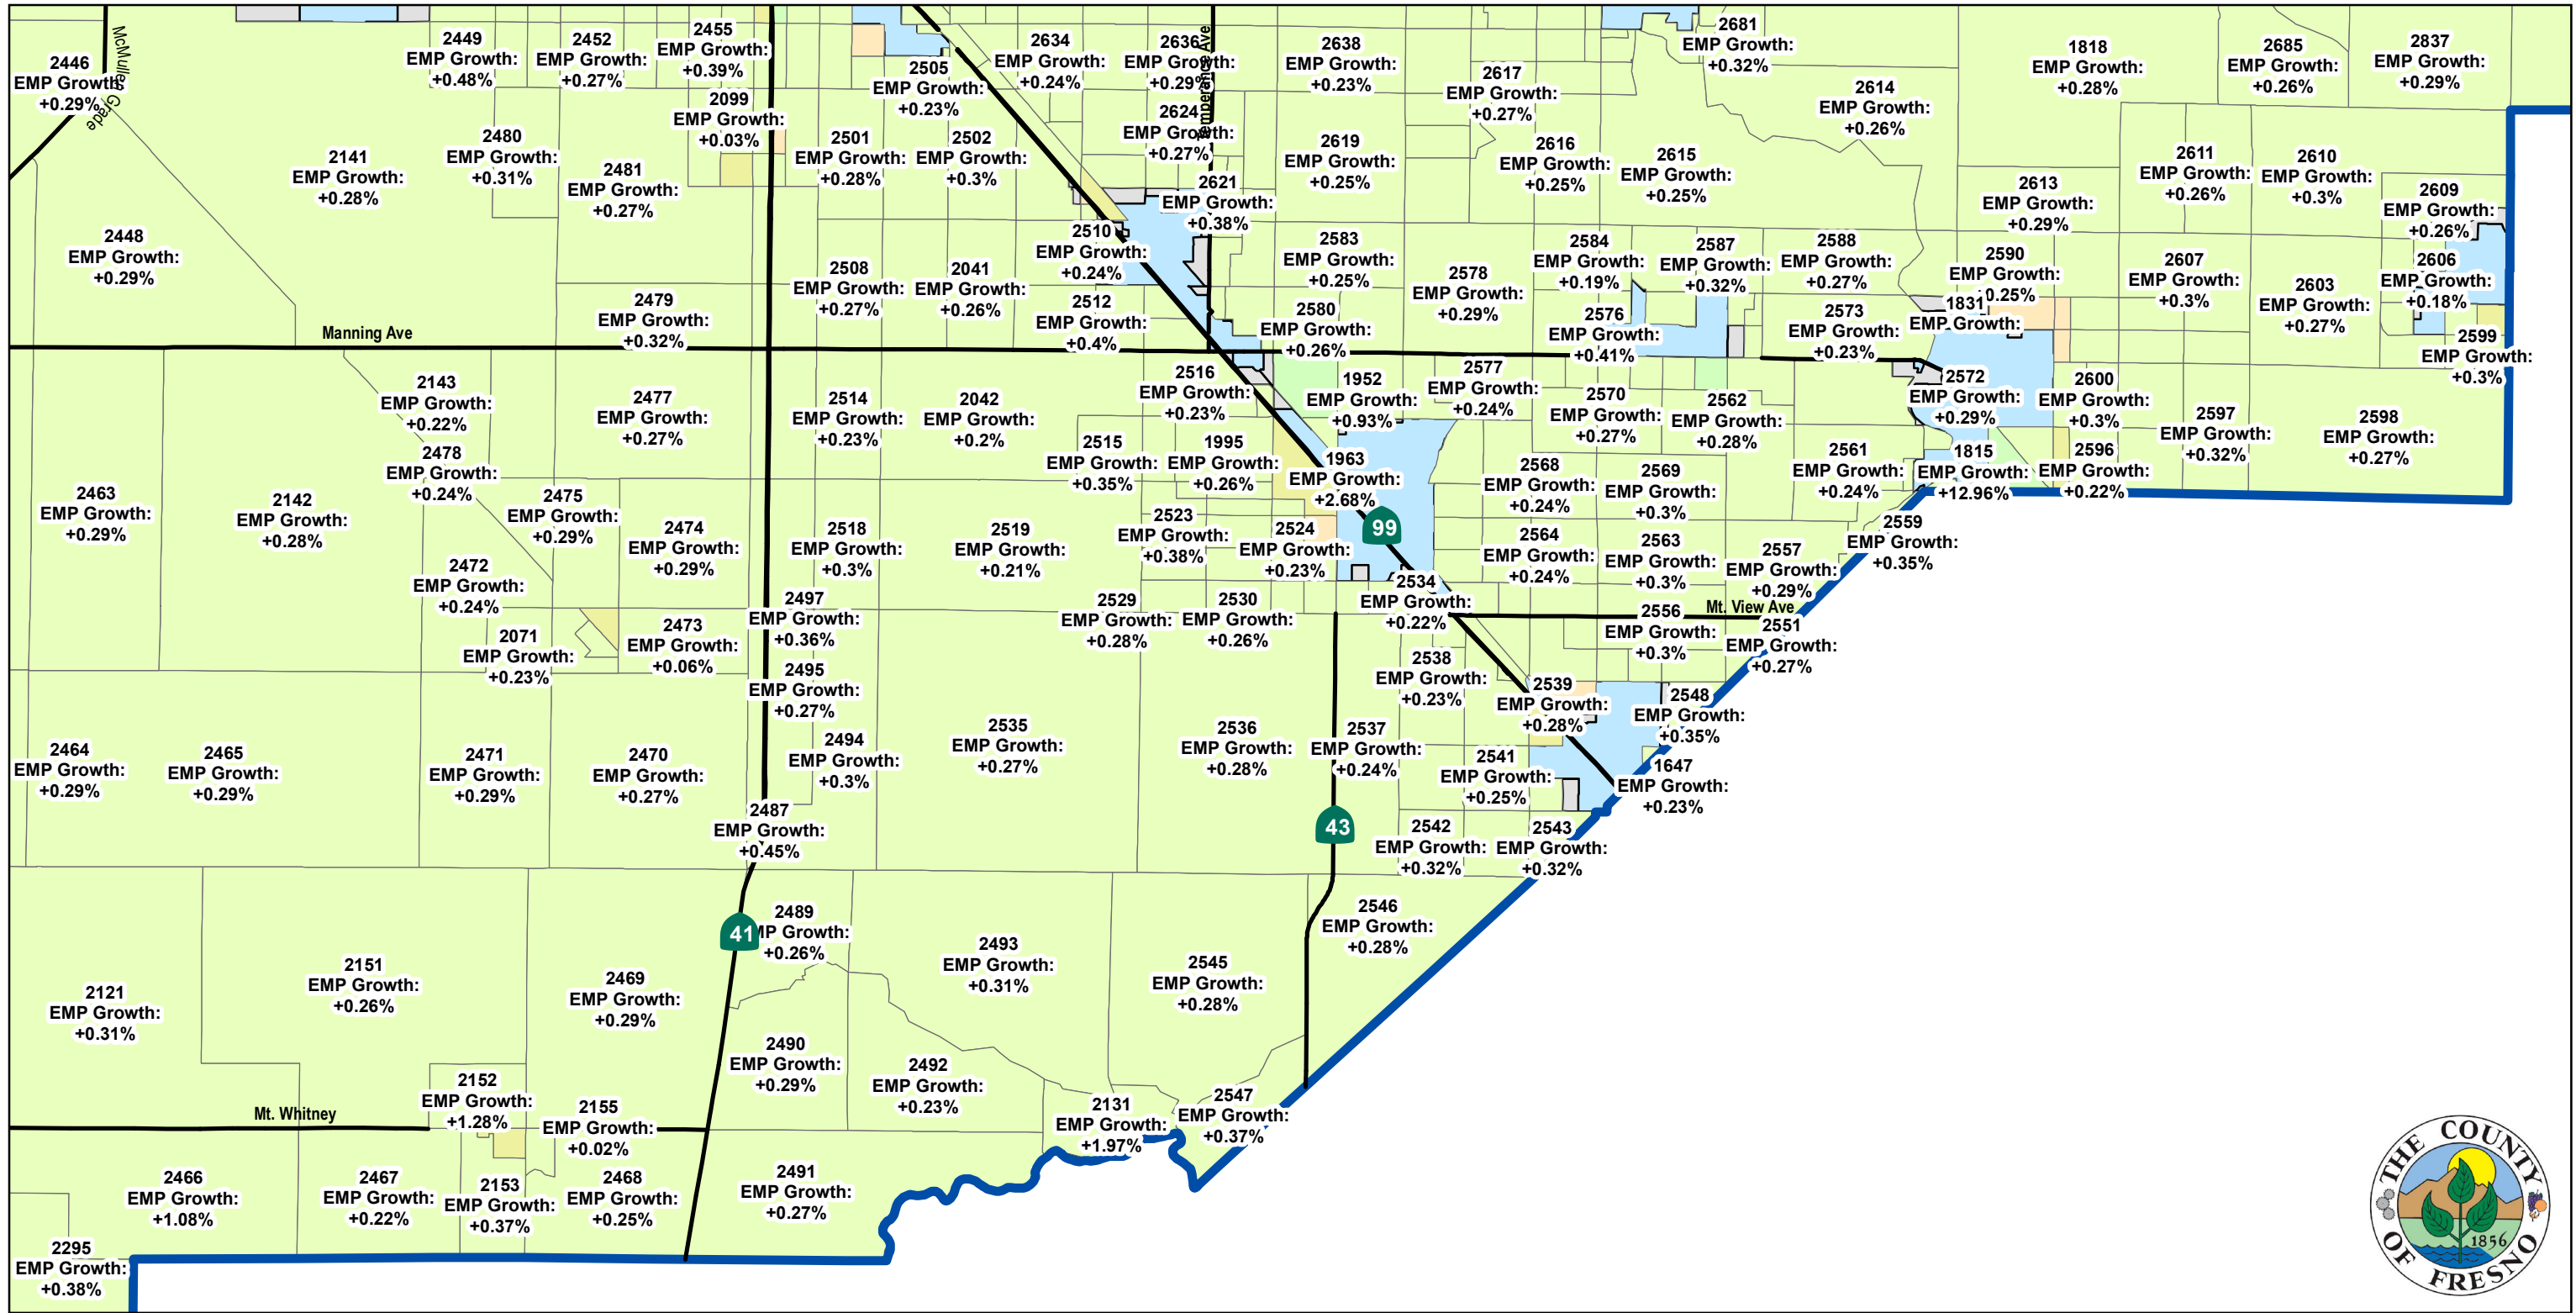 2446
EMP Growth:
+0.29%
McMullen Grade
2449
EMP Growth:
+0.48%
2452
EMP Growth:
+0.27%
2455
EMP Growth:
+0.39%
2505
EMP Growth:
+0.23%
2634
EMP Growth:
+0.24%
2636
EMP Growth:
+0.29%
Temperance Ave
2638
EMP Growth:
+0.23%
2617
EMP Growth:
+0.27%
2681
EMP Growth:
+0.32%
2614
EMP Growth:
+0.26%
1818
EMP Growth:
+0.28%
2685
EMP Growth:
+0.26%
2837
EMP Growth:
+0.29%
2099
EMP Growth:
+0.03%
2141
EMP Growth:
+0.28%
2480
EMP Growth:
+0.31%
2481
EMP Growth:
+0.27%
2501
EMP Growth:
+0.28%
2502
EMP Growth:
+0.3%
2624
EMP Growth:
+0.27%
2619
EMP Growth:
+0.25%
2616
EMP Growth:
+0.25%
2615
EMP Growth:
+0.25%
2611
EMP Growth:
+0.26%
2610
EMP Growth:
+0.3%
2621
EMP Growth:
+0.38%
2613
EMP Growth:
+0.29%
2609
EMP Growth:
+0.26%
2448
EMP Growth:
+0.29%
2510
EMP Growth:
+0.24%
2583
EMP Growth:
+0.25%
2584
EMP Growth:
+0.19%
2587
EMP Growth:
+0.32%
2588
EMP Growth:
+0.27%
2590
EMP Growth:
+0.25%
2607
EMP Growth:
+0.3%
2606
EMP Growth:
+0.18%
2508
EMP Growth:
+0.27%
2041
EMP Growth:
+0.26%
2578
EMP Growth:
+0.29%
2603
EMP Growth:
+0.27%
2479
EMP Growth:
+0.32%
2512
EMP Growth:
+0.4%
2580
EMP Growth:
+0.26%
2576
EMP Growth:
+0.41%
2573
EMP Growth:
+0.23%
1831
EMP Growth:
2599
EMP Growth:
+0.3%
Manning Ave
2143
EMP Growth:
+0.22%
2477
EMP Growth:
+0.27%
2514
EMP Growth:
+0.23%
2042
EMP Growth:
+0.2%
2516
EMP Growth:
+0.23%
1952
EMP Growth:
+0.93%
2577
EMP Growth:
+0.24%
2570
EMP Growth:
+0.27%
2562
EMP Growth:
+0.28%
2572
EMP Growth:
+0.29%
2600
EMP Growth:
+0.3%
2597
EMP Growth:
+0.32%
2598
EMP Growth:
+0.27%
2478
EMP Growth:
+0.24%
2515
EMP Growth:
+0.35%
1995
EMP Growth:
+0.26%
1963
EMP Growth:
+2.68%
2568
EMP Growth:
+0.24%
2569
EMP Growth:
+0.3%
2561
EMP Growth:
+0.24%
1815
EMP Growth:
+12.96%
2596
EMP Growth:
+0.22%
2463
EMP Growth:
+0.29%
2142
EMP Growth:
+0.28%
2475
EMP Growth:
+0.29%
2474
EMP Growth:
+0.29%
2518
EMP Growth:
+0.3%
2519
EMP Growth:
+0.21%
2523
EMP Growth:
+0.38%
2524
EMP Growth:
+0.23%
99
2564
EMP Growth:
+0.24%
2563
EMP Growth:
+0.3%
2557
EMP Growth:
+0.29%
2559
EMP Growth:
+0.35%
2472
EMP Growth:
+0.24%
2497
EMP Growth:
+0.36%
2529
EMP Growth:
+0.28%
2530
EMP Growth:
+0.26%
2534
EMP Growth:
+0.22%
2556
EMP Growth:
+0.3%
Mt. View Ave
2551
EMP Growth:
+0.27%
2071
EMP Growth:
+0.23%
2473
EMP Growth:
+0.06%
2495
EMP Growth:
+0.27%
2538
EMP Growth:
+0.23%
2539
EMP Growth:
+0.28%
2548
EMP Growth:
+0.35%
2464
EMP Growth:
+0.29%
2465
EMP Growth:
+0.29%
2471
EMP Growth:
+0.29%
2470
EMP Growth:
+0.27%
2494
EMP Growth:
+0.3%
2535
EMP Growth:
+0.27%
2536
EMP Growth:
+0.28%
2537
EMP Growth:
+0.24%
2541
EMP Growth:
+0.25%
1647
EMP Growth:
+0.23%
2487
EMP Growth:
+0.45%
43
2542
EMP Growth:
+0.32%
2543
EMP Growth:
+0.32%
41
2489
MP Growth:
+0.26%
2546
EMP Growth:
+0.28%
2121
EMP Growth:
+0.31%
2151
EMP Growth:
+0.26%
2469
EMP Growth:
+0.29%
2493
EMP Growth:
+0.31%
2545
EMP Growth:
+0.28%
2490
EMP Growth:
+0.29%
2492
EMP Growth:
+0.23%
2152
EMP Growth:
+1.28%
2155
EMP Growth:
+0.02%
2131
EMP Growth:
+1.97%
2547
EMP Growth:
+0.37%
Mt. Whitney
2466
EMP Growth:
+1.08%
2467
EMP Growth:
+0.22%
2153
EMP Growth:
+0.37%
2468
EMP Growth:
+0.25%
2491
EMP Growth:
+0.27%
2295
EMP Growth:
+0.38%
THE COUNTY
OF FRESNO
1856